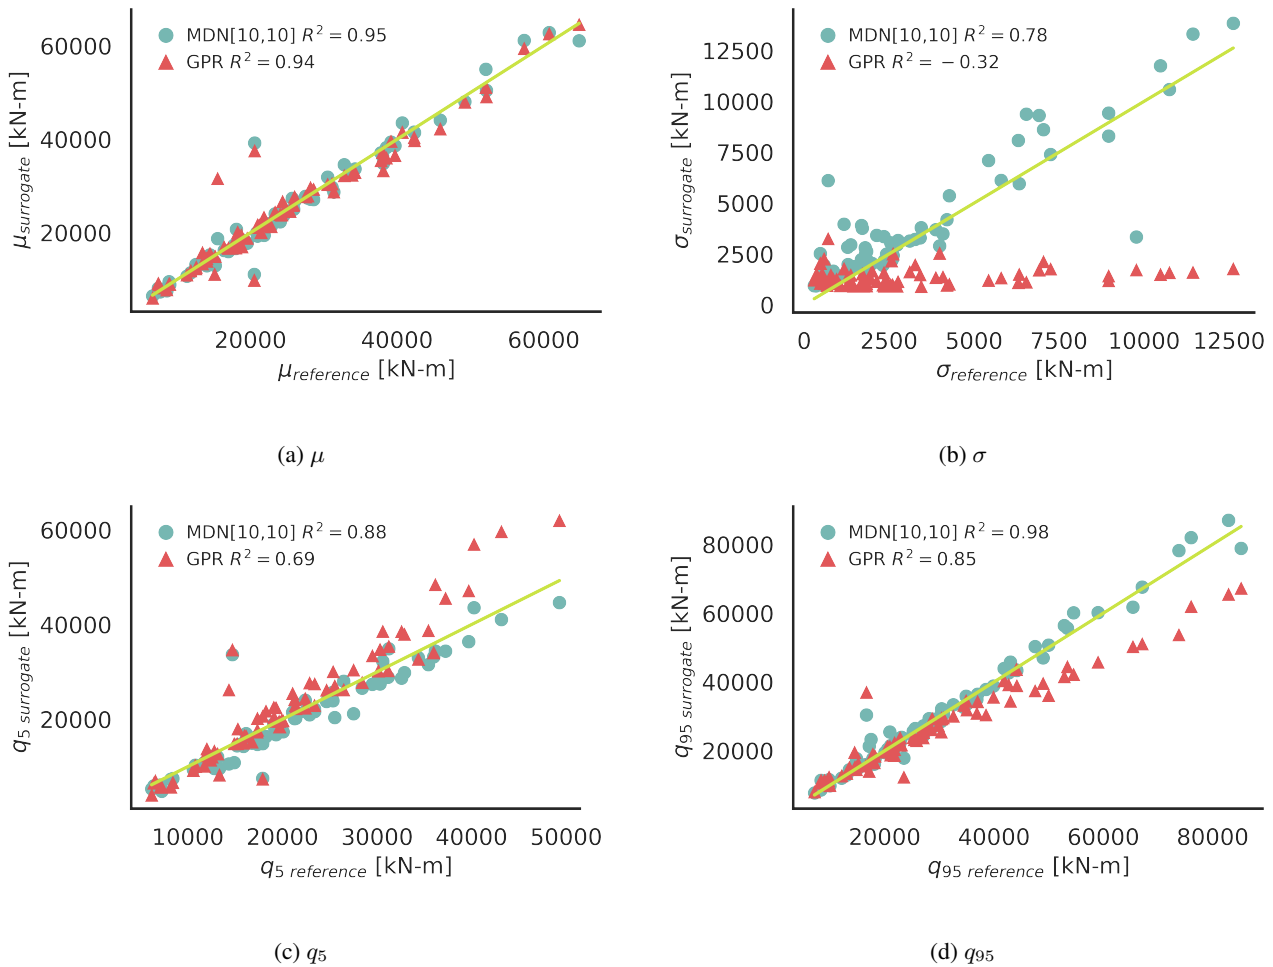 MDN[10,10] R² = 0.95
GPR R² = 0.94
60000
40000
20000
μsurrogate [kN-m]
20000 40000 60000
μreference [kN-m]
(a) μ
MDN[10,10] R² = 0.78
GPR R² = −0.32
12500
10000
7500
5000
2500
0
σsurrogate [kN-m]
0 2500 5000 7500 10000 12500
σreference [kN-m]
(b) σ
MDN[10,10] R² = 0.88
GPR R² = 0.69
60000
40000
20000
q5 surrogate [kN-m]
10000 20000 30000 40000 50000
q5 reference [kN-m]
(c) q5
MDN[10,10] R² = 0.98
GPR R² = 0.85
80000
60000
40000
20000
q95 surrogate [kN-m]
20000 40000 60000 80000
q95 reference [kN-m]
(d) q95